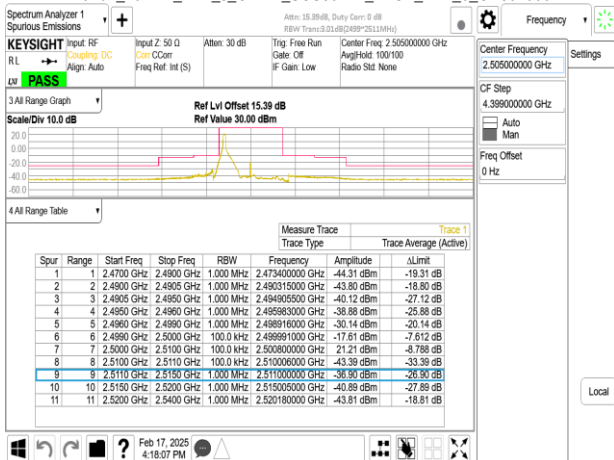 Spectrum Analyzer 1
Spurious Emissions
+
Attn: 15.39dB, Duty Corr: 0 dB
RBW Trans:3.01dB(2499~2511MHz)
Frequency
KEYSIGHT
RL
LXI
PASS
Input: RF
Coupling: DC
Align: Auto
Input Z: 50 Ω
Corr CCorr
Freq Ref: Int (S)
Atten: 30 dB
Trig: Free Run
Gate: Off
IF Gain: Low
Center Freq: 2.505000000 GHz
Avg|Hold: 100/100
Radio Std: None
Center Frequency
2.505000000 GHz
Settings
CF Step
4.399000000 GHz
Auto
Man
Freq Offset
0 Hz
Local
3 All Range Graph
Scale/Div 10.0 dB
Ref Lvl Offset 15.39 dB
Ref Value 30.00 dBm
20.0
0.00
-20.0
-40.0
-60.0
4 All Range Table
Measure Trace Trace 1
Trace Type Trace Average (Active)
Spur Range Start Freq Stop Freq RBW Frequency Amplitude ΔLimit
1 1 2.4700 GHz 2.4900 GHz 1.000 MHz 2.473400000 GHz -44.31 dBm -19.31 dB
2 2 2.4900 GHz 2.4905 GHz 1.000 MHz 2.490315000 GHz -43.80 dBm -18.80 dB
3 3 2.4905 GHz 2.4950 GHz 1.000 MHz 2.494905500 GHz -40.12 dBm -27.12 dB
4 4 2.4950 GHz 2.4960 GHz 1.000 MHz 2.495983000 GHz -38.88 dBm -25.88 dB
5 5 2.4960 GHz 2.4990 GHz 1.000 MHz 2.498916000 GHz -30.14 dBm -20.14 dB
6 6 2.4990 GHz 2.5000 GHz 100.0 kHz 2.499991000 GHz -17.61 dBm -7.612 dB
7 7 2.5000 GHz 2.5100 GHz 100.0 kHz 2.500800000 GHz 21.21 dBm -8.788 dB
8 8 2.5100 GHz 2.5110 GHz 100.0 kHz 2.510006000 GHz -43.39 dBm -33.39 dB
9 9 2.5110 GHz 2.5150 GHz 1.000 MHz 2.511000000 GHz -36.90 dBm -26.90 dB
10 10 2.5150 GHz 2.5200 GHz 1.000 MHz 2.515005000 GHz -40.89 dBm -27.89 dB
11 11 2.5200 GHz 2.5400 GHz 1.000 MHz 2.520180000 GHz -43.81 dBm -18.81 dB
?
Feb 17, 2025
4:18:07 PM